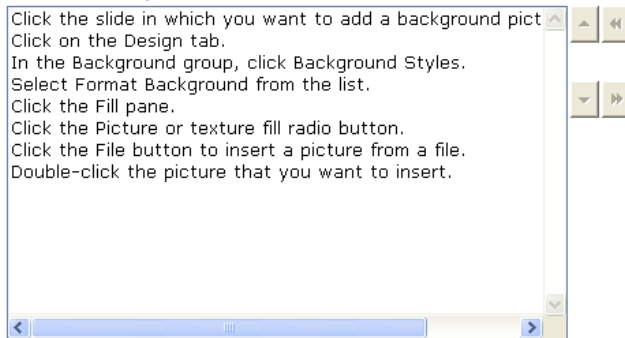 Click the slide in which you want to add a background pict
Click on the Design tab.
In the Background group, click Background Styles.
Select Format Background from the list.
Click the Fill pane.
Click the Picture or texture fill radio button.
Click the File button to insert a picture from a file.
Double-click the picture that you want to insert.